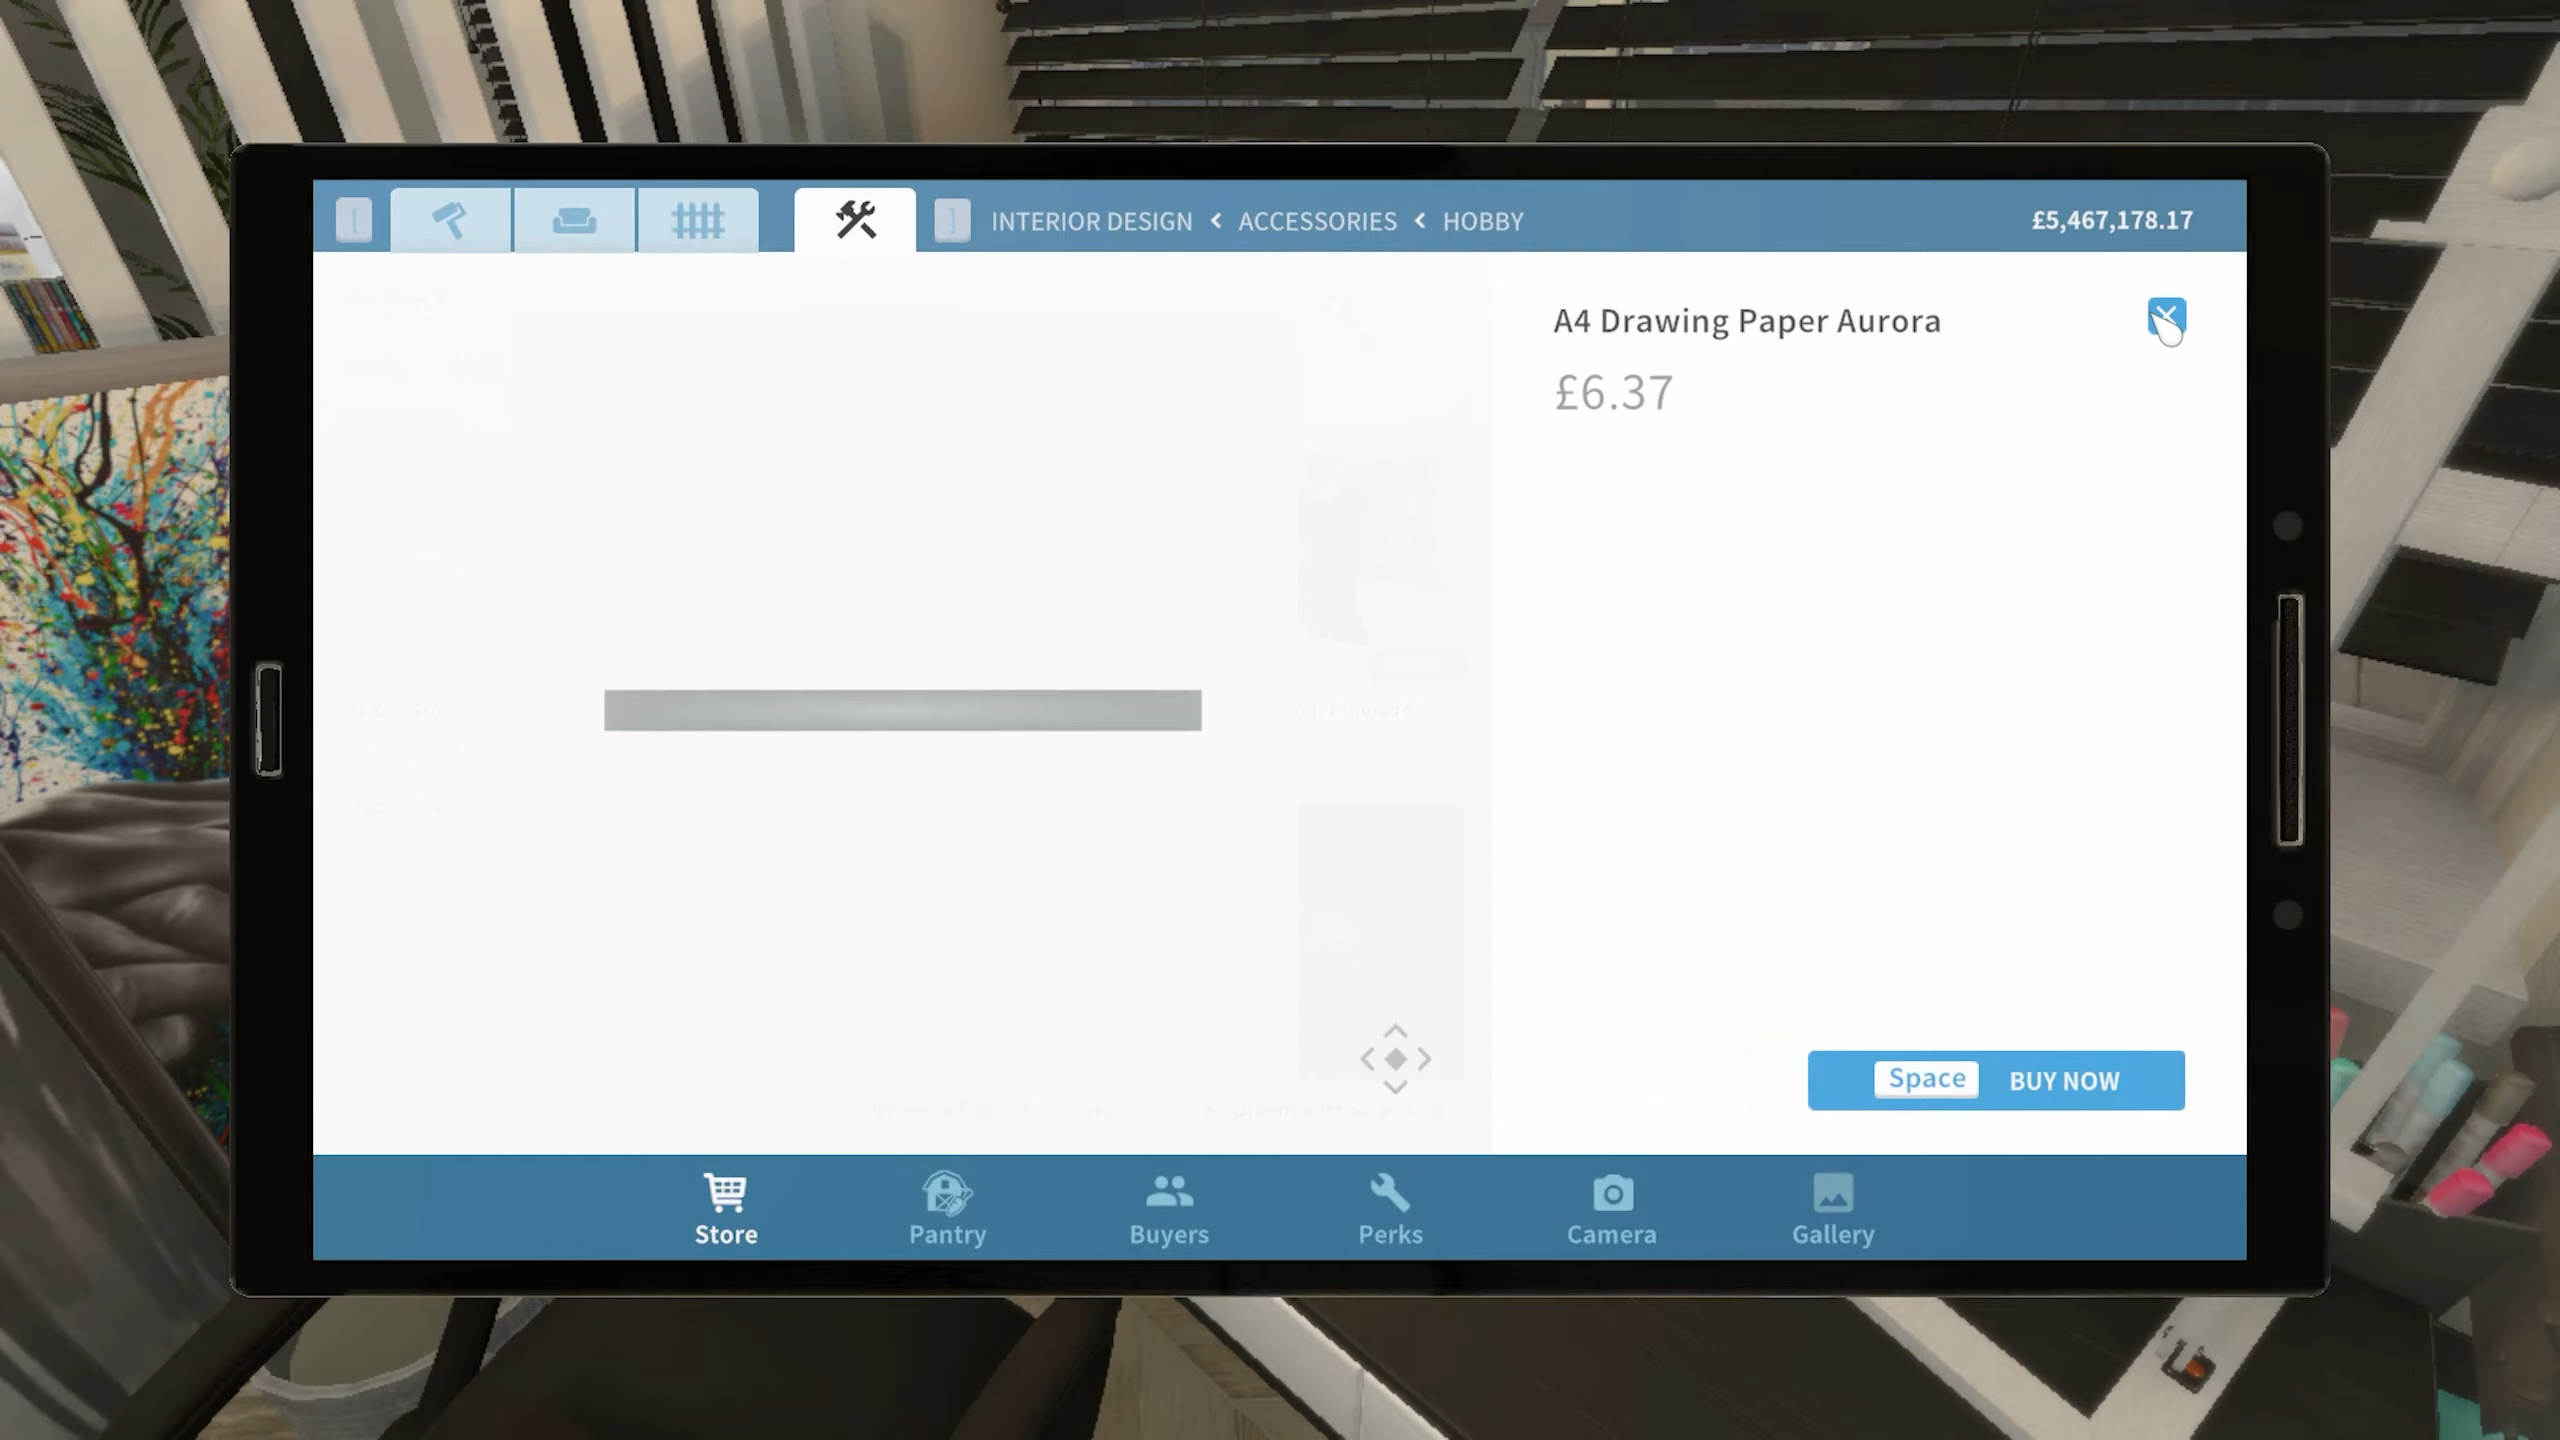 [ ] INTERIOR DESIGN < ACCESSORIES < HOBBY £5,467,178.17
A4 Drawing Paper Aurora
£6.37
Space BUY NOW
Store Pantry Buyers Perks Camera Gallery